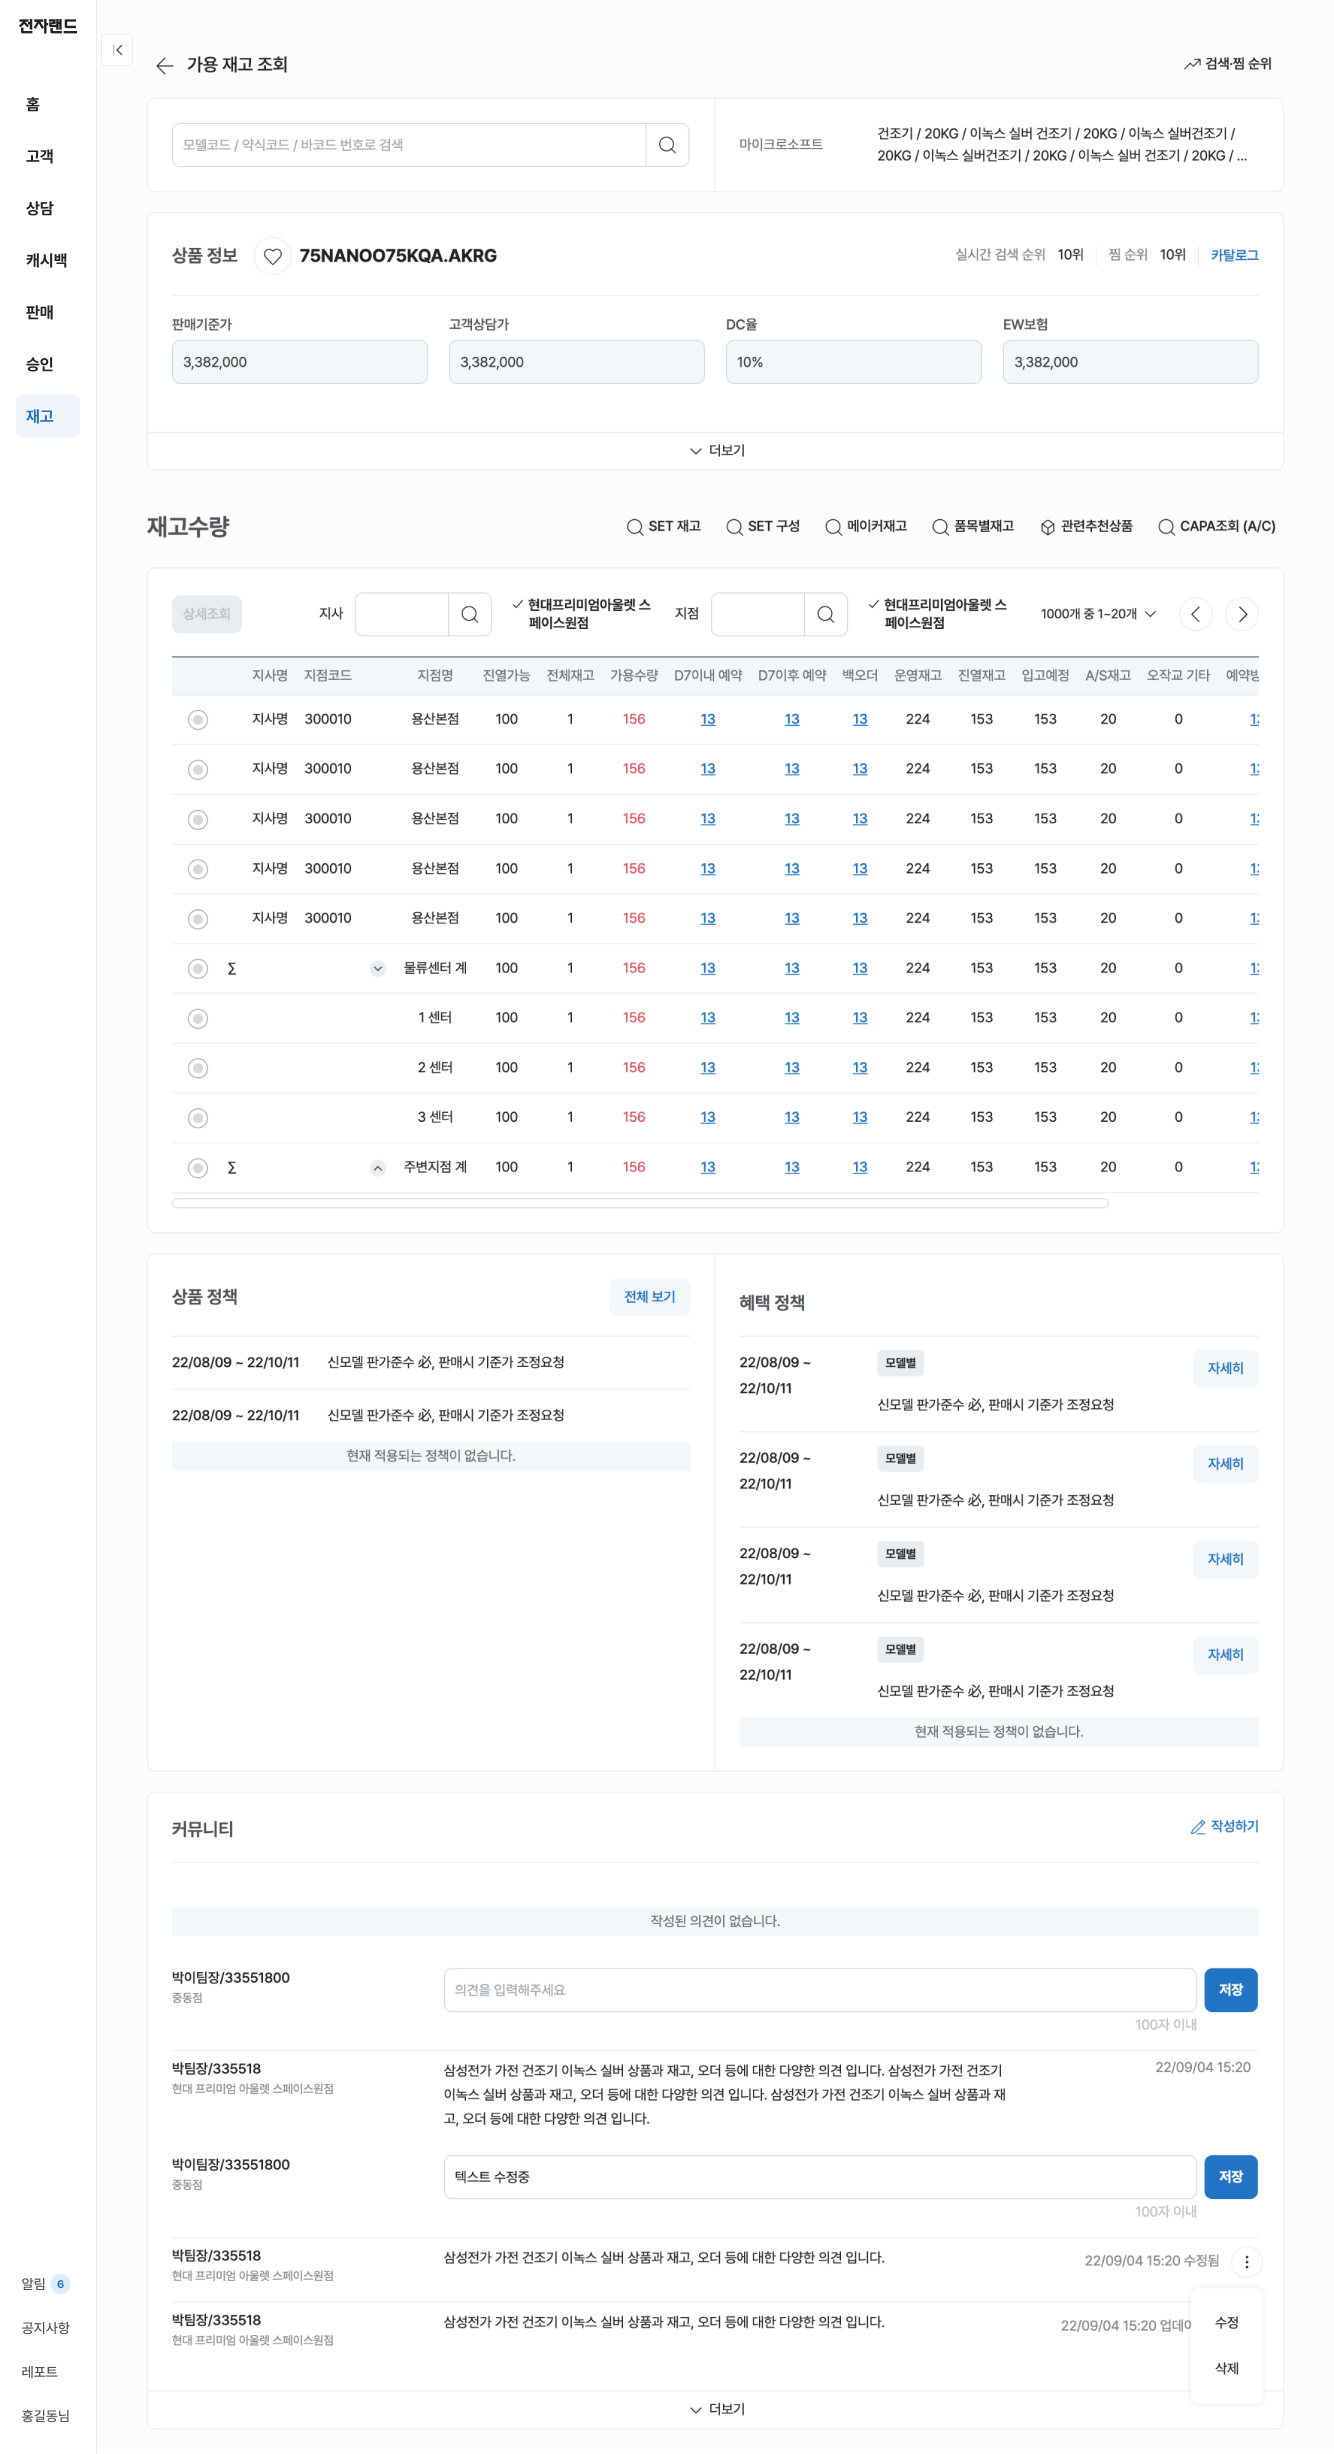 전자랜드
홈
고객
상담
캐시백
판매
승인
재고
알림 6
공지사항
레포트
홍길동님
가용 재고 조회
검색·찜 순위
모델코드 / 약식코드 / 바코드 번호로 검색
마이크로소프트
건조기 / 20KG / 이녹스 실버 건조기 / 20KG / 이녹스 실버건조기 /
20KG / 이녹스 실버건조기 / 20KG / 이녹스 실버 건조기 / 20KG / ...
상품 정보 75NANOO75KQA.AKRG
실시간 검색 순위 10위 찜 순위 10위 카탈로그
판매기준가 고객상담가 DC율 EW보험
3,382,000 3,382,000 10% 3,382,000
더보기
재고수량
SET 재고 SET 구성 메이커재고 품목별재고 관련추천상품 CAPA조회 (A/C)
상세조회 지사 현대프리미엄아울렛 스
페이스원점
지점 현대프리미엄아울렛 스
페이스원점
1000개 중 1~20개
지사명 지점코드 지점명 진열가능 전체재고 가용수량 D7이내 예약 D7이후 예약 백오더 운영재고 진열재고 입고예정 A/S재고 오작교 기타
지사명 300010 용산본점 100 1 156 13 13 13 224 153 153 20 0
지사명 300010 용산본점 100 1 156 13 13 13 224 153 153 20 0
지사명 300010 용산본점 100 1 156 13 13 13 224 153 153 20 0
지사명 300010 용산본점 100 1 156 13 13 13 224 153 153 20 0
지사명 300010 용산본점 100 1 156 13 13 13 224 153 153 20 0
Σ 물류센터 계 100 1 156 13 13 13 224 153 153 20 0
1 센터 100 1 156 13 13 13 224 153 153 20 0
2 센터 100 1 156 13 13 13 224 153 153 20 0
3 센터 100 1 156 13 13 13 224 153 153 20 0
Σ 주변지점 계 100 1 156 13 13 13 224 153 153 20 0
상품 정책 전체 보기
22/08/09 ~ 22/10/11 신모델 판가준수 必, 판매시 기준가 조정요청
22/08/09 ~ 22/10/11 신모델 판가준수 必, 판매시 기준가 조정요청
현재 적용되는 정책이 없습니다.
혜택 정책
22/08/09 ~ 모델별 자세히
22/10/11
신모델 판가준수 必, 판매시 기준가 조정요청
22/08/09 ~ 모델별 자세히
22/10/11
신모델 판가준수 必, 판매시 기준가 조정요청
22/08/09 ~ 모델별 자세히
22/10/11
신모델 판가준수 必, 판매시 기준가 조정요청
22/08/09 ~ 모델별 자세히
22/10/11
신모델 판가준수 必, 판매시 기준가 조정요청
현재 적용되는 정책이 없습니다.
커뮤니티 작성하기
작성된 의견이 없습니다.
박이팀장/33551800
중동점
의견을 입력해주세요 저장
100자 이내
박팀장/335518
현대 프리미엄 아울렛 스페이스원점
삼성전가 가전 건조기 이녹스 실버 상품과 재고, 오더 등에 대한 다양한 의견 입니다. 삼성전가 가전 건조기
이녹스 실버 상품과 재고, 오더 등에 대한 다양한 의견 입니다. 삼성전가 가전 건조기 이녹스 실버 상품과 재
고, 오더 등에 대한 다양한 의견 입니다.
22/09/04 15:20
박이팀장/33551800
중동점
텍스트 수정중 저장
100자 이내
박팀장/335518
현대 프리미엄 아울렛 스페이스원점
삼성전가 가전 건조기 이녹스 실버 상품과 재고, 오더 등에 대한 다양한 의견 입니다.
22/09/04 15:20 수정됨
박팀장/335518
현대 프리미엄 아울렛 스페이스원점
삼성전가 가전 건조기 이녹스 실버 상품과 재고, 오더 등에 대한 다양한 의견 입니다.
22/09/04 15:20
수정
삭제
더보기